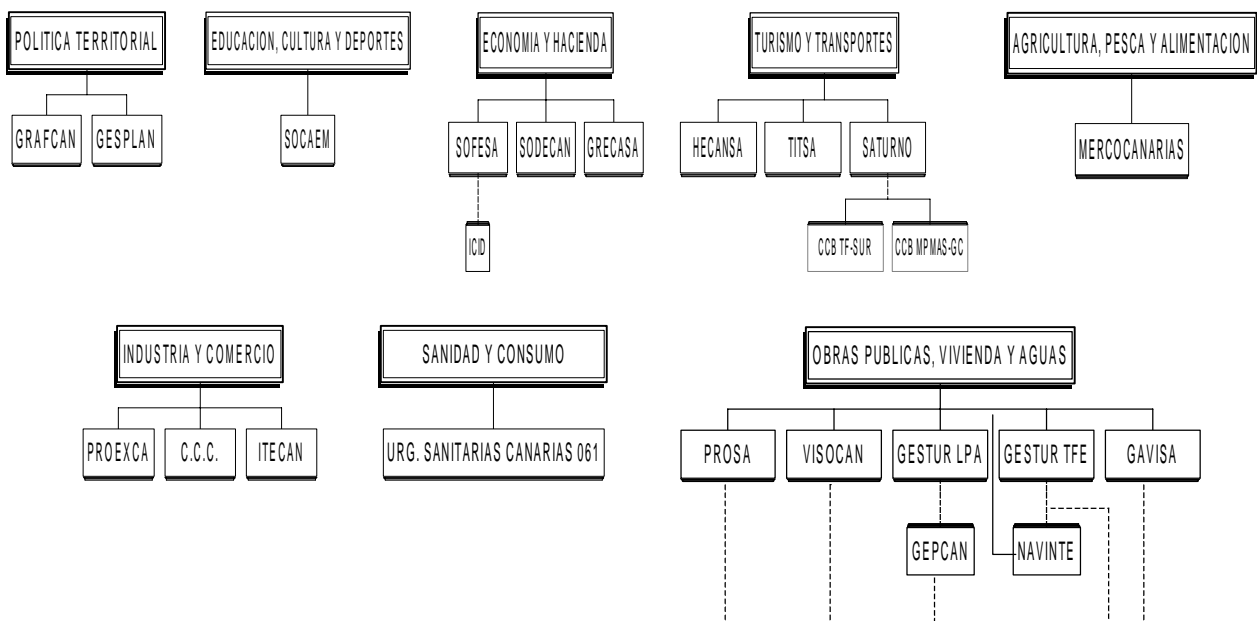 POLITICA TERRITORIAL
EDUCACION, CULTURA Y DEPORTES
ECONOMIA Y HACIENDA
TURISMO Y TRANSPORTES
AGRICULTURA, PESCA Y ALIMENTACION
GRAFCAN
GESPLAN
SOCAEM
SOFESA
SODECAN
GRECASA
HECANSA
TITSA
SATURNO
MERCOCANARIAS
ICID
CCB TF-SUR
CCB MPMAS-GC
INDUSTRIA Y COMERCIO
SANIDAD Y CONSUMO
OBRAS PUBLICAS, VIVIENDA Y AGUAS
PROEXCA
C.C.C.
ITECAN
URG. SANITARIAS CANARIAS 061
PROSA
VISOCAN
GESTUR LPA
GESTUR TFE
GAVISA
GEPCAN
NAVINTE